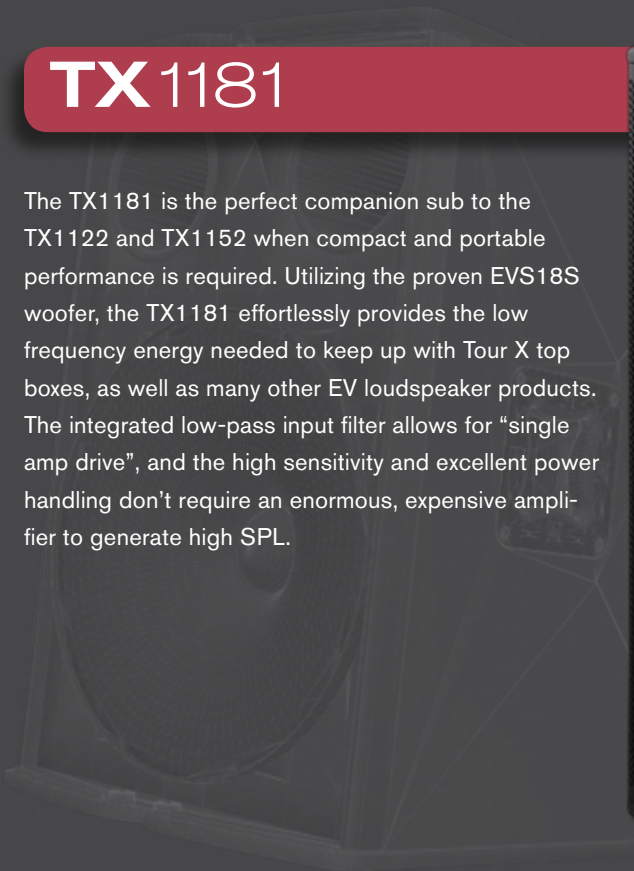 TX1181
The TX1181 is the perfect companion sub to the
TX1122 and TX1152 when compact and portable
performance is required. Utilizing the proven EVS18S
woofer, the TX1181 effortlessly provides the low
frequency energy needed to keep up with Tour X top
boxes, as well as many other EV loudspeaker products.
The integrated low-pass input filter allows for “single
amp drive”, and the high sensitivity and excellent power
handling don’t require an enormous, expensive ampli-
fier to generate high SPL.